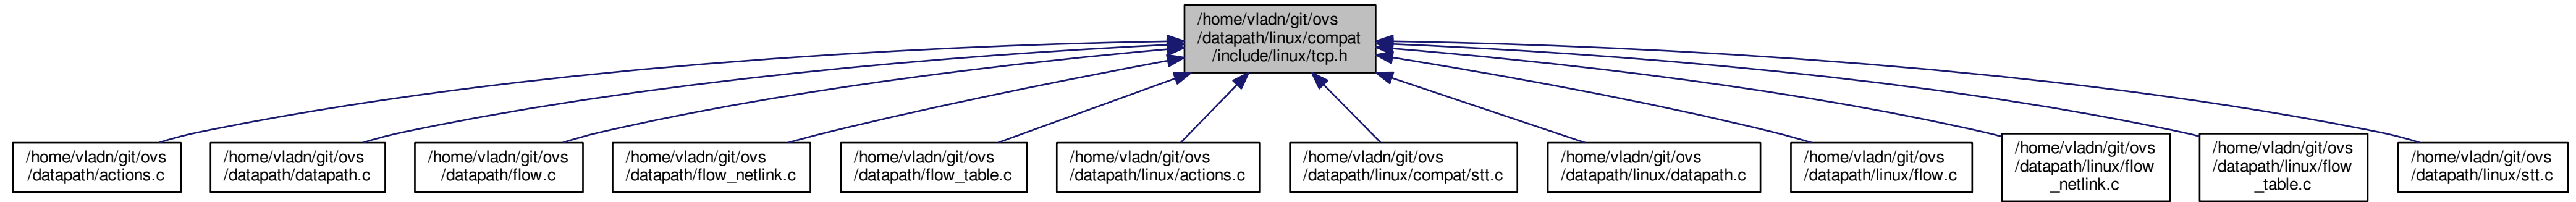 /home/vladn/git/ovs
/datapath/linux/compat
/include/linux/tcp.h
/home/vladn/git/ovs
/datapath/actions.c
/home/vladn/git/ovs
/datapath/datapath.c
/home/vladn/git/ovs
/datapath/flow.c
/home/vladn/git/ovs
/datapath/flow_netlink.c
/home/vladn/git/ovs
/datapath/flow_table.c
/home/vladn/git/ovs
/datapath/linux/actions.c
/home/vladn/git/ovs
/datapath/linux/compat/stt.c
/home/vladn/git/ovs
/datapath/linux/datapath.c
/home/vladn/git/ovs
/datapath/linux/flow.c
/home/vladn/git/ovs
/datapath/linux/flow
_netlink.c
/home/vladn/git/ovs
/datapath/linux/flow
_table.c
/home/vladn/git/ovs
/datapath/linux/stt.c